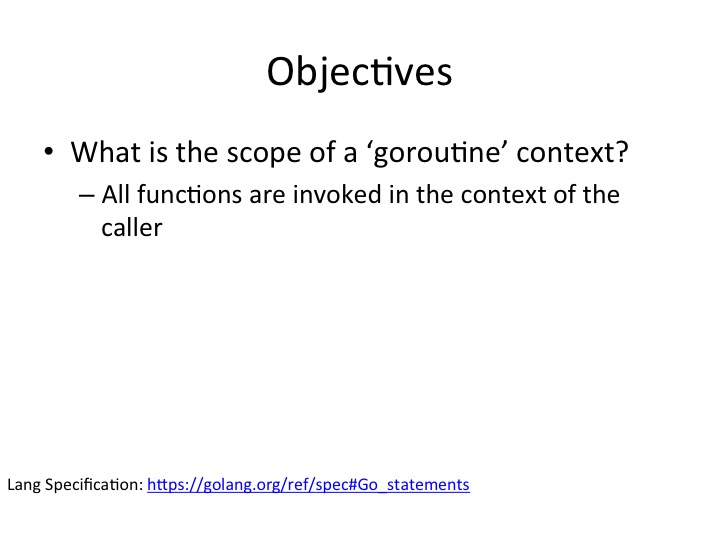 Objectives
• What is the scope of a ‘goroutine’ context?
– All functions are invoked in the context of the
caller
Lang Specification: https://golang.org/ref/spec#Go_statements